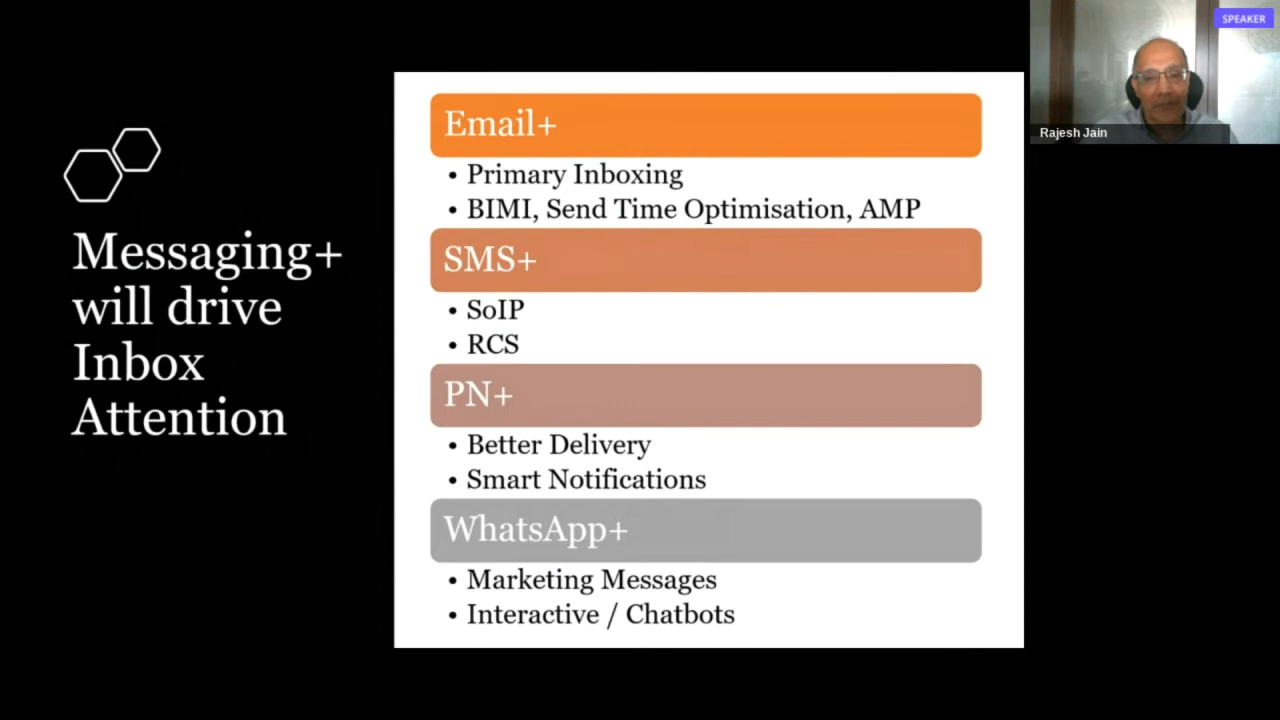 Messaging+
will drive
Inbox
Attention
Email+
• Primary Inboxing
• BIMI, Send Time Optimisation, AMP
SMS+
• SoIP
• RCS
PN+
• Better Delivery
• Smart Notifications
WhatsApp+
• Marketing Messages
• Interactive / Chatbots
SPEAKER
Rajesh Jain